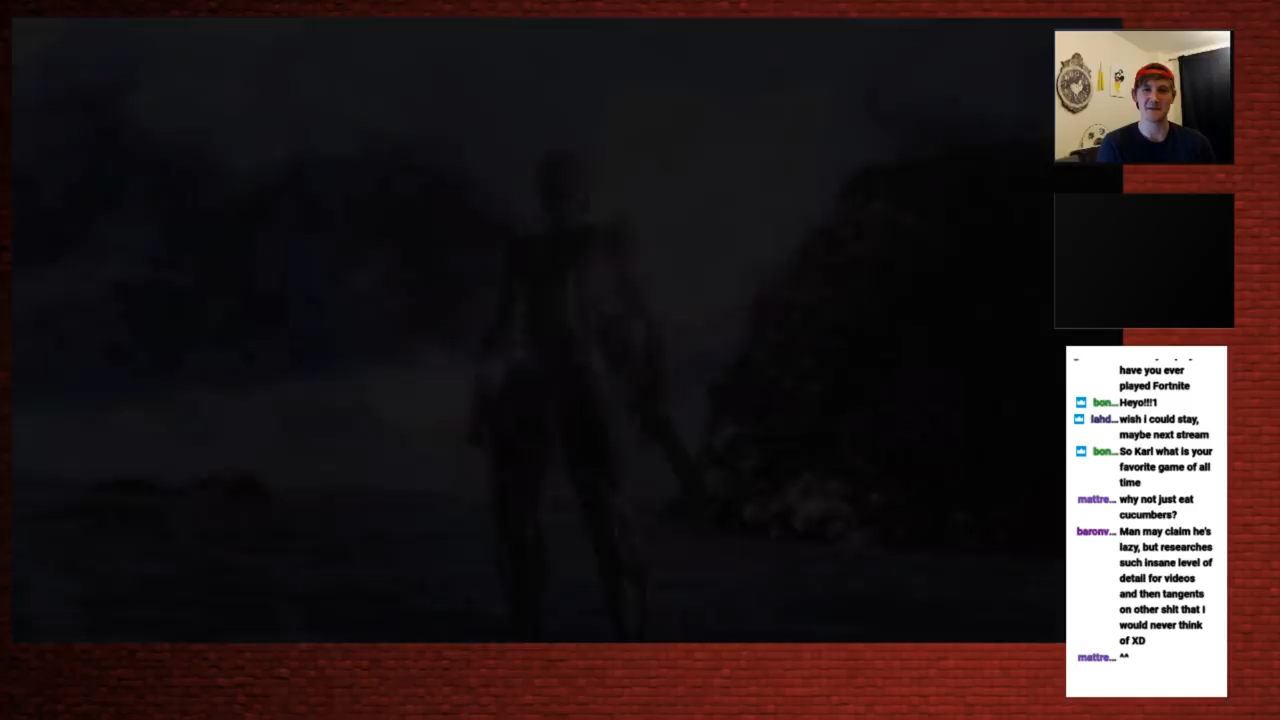 have you ever
played Fortnite
bon... Heyo!!!1
lahd... wish i could stay,
maybe next stream
bon... So Karl what is your
favorite game of all
time
mattre... why not just eat
cucumbers?
baronv... Man may claim he's
lazy, but researches
such insane level of
detail for videos
and then tangents
on other shit that I
would never think
of XD
mattre... ^^